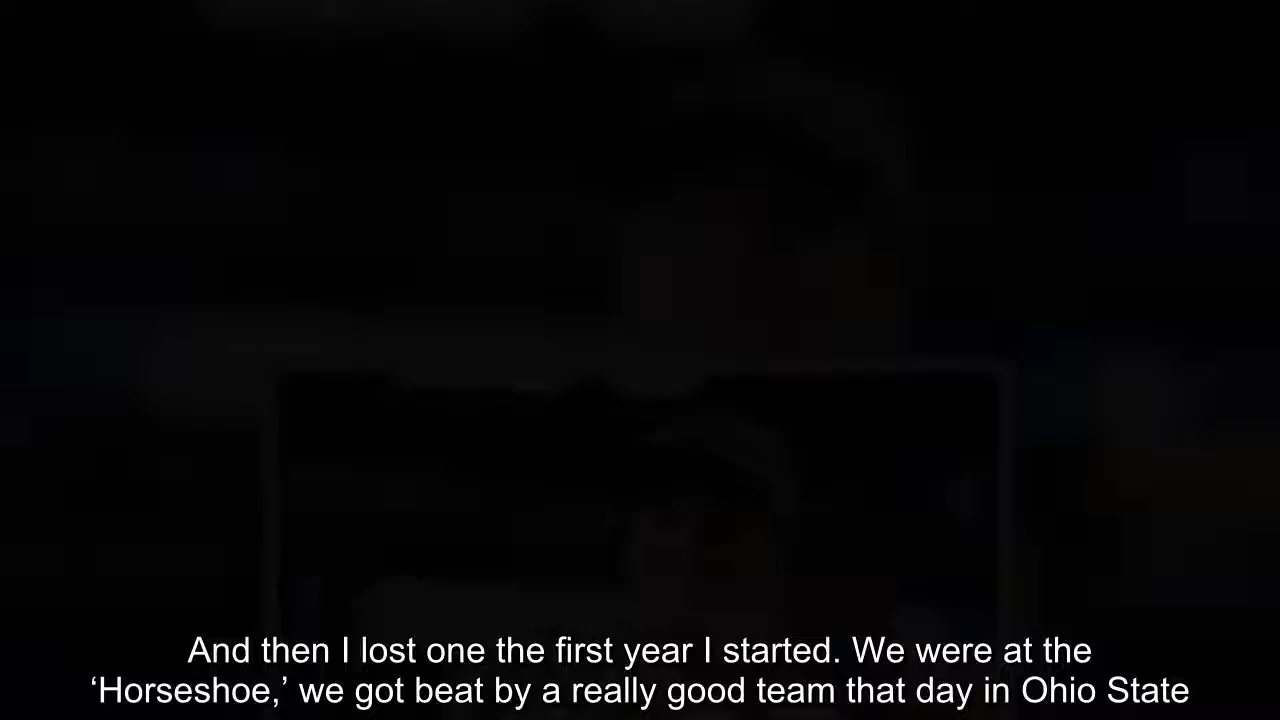 And then I lost one the first year I started. We were at the
‘Horseshoe,’ we got beat by a really good team that day in Ohio State